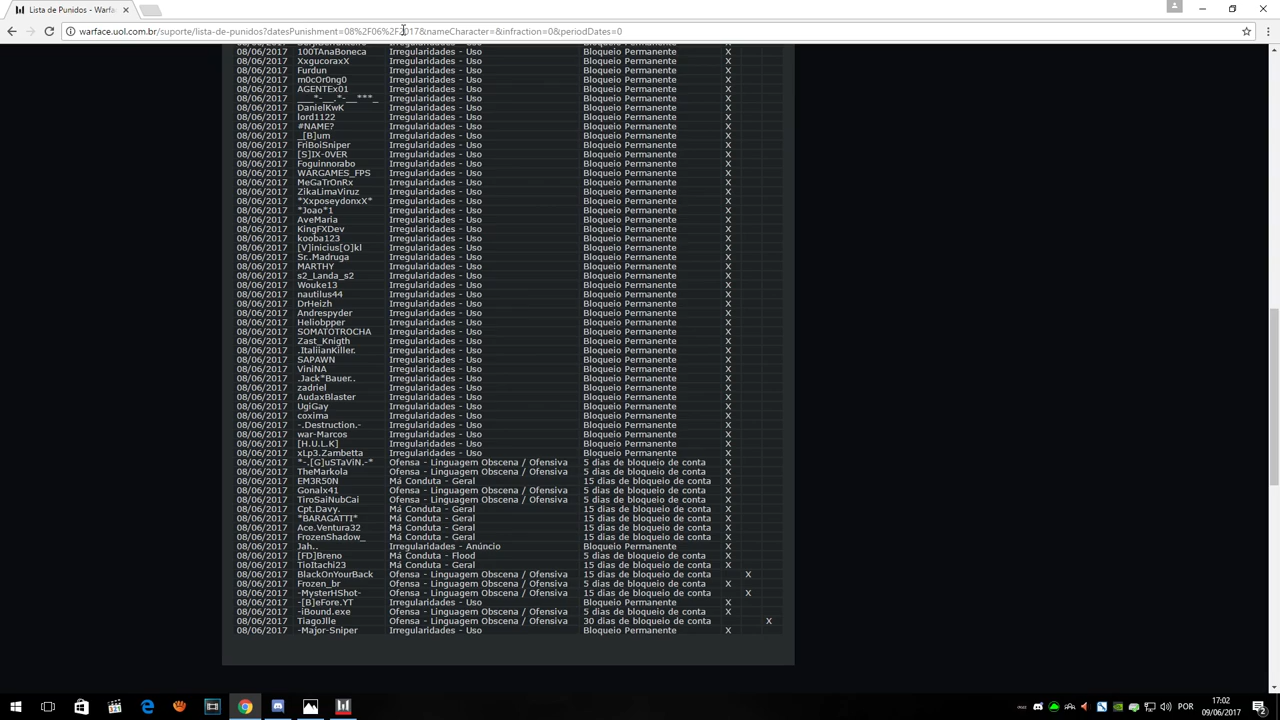 Lista de Punidos - Warfac
warface.uol.com.br/suporte/lista-de-punidos?datesPunishment=08%2F06%2F2017&nameCharacter=&infraction=0&periodDates=0
08/06/2017 100TAnaBoneca Irregularidades - Uso Bloqueio Permanente X
08/06/2017 XxgucoraxX Irregularidades - Uso Bloqueio Permanente X
08/06/2017 Furdun Irregularidades - Uso Bloqueio Permanente X
08/06/2017 m0cOr0ng0 Irregularidades - Uso Bloqueio Permanente X
08/06/2017 AGENTEx01 Irregularidades - Uso Bloqueio Permanente X
08/06/2017 ___*-__.*-__***_ Irregularidades - Uso Bloqueio Permanente X
08/06/2017 DanielKwK Irregularidades - Uso Bloqueio Permanente X
08/06/2017 lord1122 Irregularidades - Uso Bloqueio Permanente X
08/06/2017 #NAME? Irregularidades - Uso Bloqueio Permanente X
08/06/2017 _[B]um Irregularidades - Uso Bloqueio Permanente X
08/06/2017 FriBoiSniper Irregularidades - Uso Bloqueio Permanente X
08/06/2017 [S]IX-0VER Irregularidades - Uso Bloqueio Permanente X
08/06/2017 Foguinnorabo Irregularidades - Uso Bloqueio Permanente X
08/06/2017 WARGAMES_FPS Irregularidades - Uso Bloqueio Permanente X
08/06/2017 MeGaTrOnRx Irregularidades - Uso Bloqueio Permanente X
08/06/2017 ZikaLimaViruz Irregularidades - Uso Bloqueio Permanente X
08/06/2017 *XxposeydonxX* Irregularidades - Uso Bloqueio Permanente X
08/06/2017 *Joao*1 Irregularidades - Uso Bloqueio Permanente X
08/06/2017 AveMaria Irregularidades - Uso Bloqueio Permanente X
08/06/2017 KingFXDev Irregularidades - Uso Bloqueio Permanente X
08/06/2017 kooba123 Irregularidades - Uso Bloqueio Permanente X
08/06/2017 [V]inicius[O]kl Irregularidades - Uso Bloqueio Permanente X
08/06/2017 Sr..Madruga Irregularidades - Uso Bloqueio Permanente X
08/06/2017 MARTHY Irregularidades - Uso Bloqueio Permanente X
08/06/2017 s2_Landa_s2 Irregularidades - Uso Bloqueio Permanente X
08/06/2017 Wouke13 Irregularidades - Uso Bloqueio Permanente X
08/06/2017 nautilus44 Irregularidades - Uso Bloqueio Permanente X
08/06/2017 DrHeizh Irregularidades - Uso Bloqueio Permanente X
08/06/2017 Andrespyder Irregularidades - Uso Bloqueio Permanente X
08/06/2017 Heliobpper Irregularidades - Uso Bloqueio Permanente X
08/06/2017 SOMATOTROCHA Irregularidades - Uso Bloqueio Permanente X
08/06/2017 Zast_Knigth Irregularidades - Uso Bloqueio Permanente X
08/06/2017 .ItaliianKiller. Irregularidades - Uso Bloqueio Permanente X
08/06/2017 SAPAWN Irregularidades - Uso Bloqueio Permanente X
08/06/2017 ViniNA Irregularidades - Uso Bloqueio Permanente X
08/06/2017 .Jack*Bauer.. Irregularidades - Uso Bloqueio Permanente X
08/06/2017 zadriel Irregularidades - Uso Bloqueio Permanente X
08/06/2017 AudaxBlaster Irregularidades - Uso Bloqueio Permanente X
08/06/2017 UgiGay Irregularidades - Uso Bloqueio Permanente X
08/06/2017 coxima Irregularidades - Uso Bloqueio Permanente X
08/06/2017 -.Destruction.- Irregularidades - Uso Bloqueio Permanente X
08/06/2017 war-Marcos Irregularidades - Uso Bloqueio Permanente X
08/06/2017 [H.U.L.K] Irregularidades - Uso Bloqueio Permanente X
08/06/2017 xLp3.Zambetta Irregularidades - Uso Bloqueio Permanente X
08/06/2017 *-.[G]uSTaViN.-* Ofensa - Linguagem Obscena / Ofensiva 5 dias de bloqueio de conta X
08/06/2017 TheMarkola Ofensa - Linguagem Obscena / Ofensiva 5 dias de bloqueio de conta X
08/06/2017 EM3R50N Má Conduta - Geral 15 dias de bloqueio de conta X
08/06/2017 Gonalx41 Ofensa - Linguagem Obscena / Ofensiva 5 dias de bloqueio de conta X
08/06/2017 TiroSaiNubCai Ofensa - Linguagem Obscena / Ofensiva 5 dias de bloqueio de conta X
08/06/2017 Cpt.Davy. Má Conduta - Geral 15 dias de bloqueio de conta X
08/06/2017 *BARAGATTI* Má Conduta - Geral 15 dias de bloqueio de conta X
08/06/2017 Ace.Ventura32 Má Conduta - Geral 15 dias de bloqueio de conta X
08/06/2017 FrozenShadow_ Má Conduta - Geral 15 dias de bloqueio de conta X
08/06/2017 Jah.. Irregularidades - Anúncio Bloqueio Permanente X
08/06/2017 [FD]Breno Má Conduta - Flood 5 dias de bloqueio de conta X
08/06/2017 TioItachi23 Má Conduta - Geral 15 dias de bloqueio de conta X
08/06/2017 BlackOnYourBack Ofensa - Linguagem Obscena / Ofensiva 15 dias de bloqueio de conta X
08/06/2017 Frozen_br Ofensa - Linguagem Obscena / Ofensiva 5 dias de bloqueio de conta X
08/06/2017 -MysterHShot- Ofensa - Linguagem Obscena / Ofensiva 15 dias de bloqueio de conta X
08/06/2017 -[B]eFore.YT Irregularidades - Uso Bloqueio Permanente X
08/06/2017 -iBound.exe Ofensa - Linguagem Obscena / Ofensiva 5 dias de bloqueio de conta X
08/06/2017 TiagoJlle Ofensa - Linguagem Obscena / Ofensiva 30 dias de bloqueio de conta X
08/06/2017 -Major-Sniper Irregularidades - Uso Bloqueio Permanente X
POR
17:02
09/06/2017
2